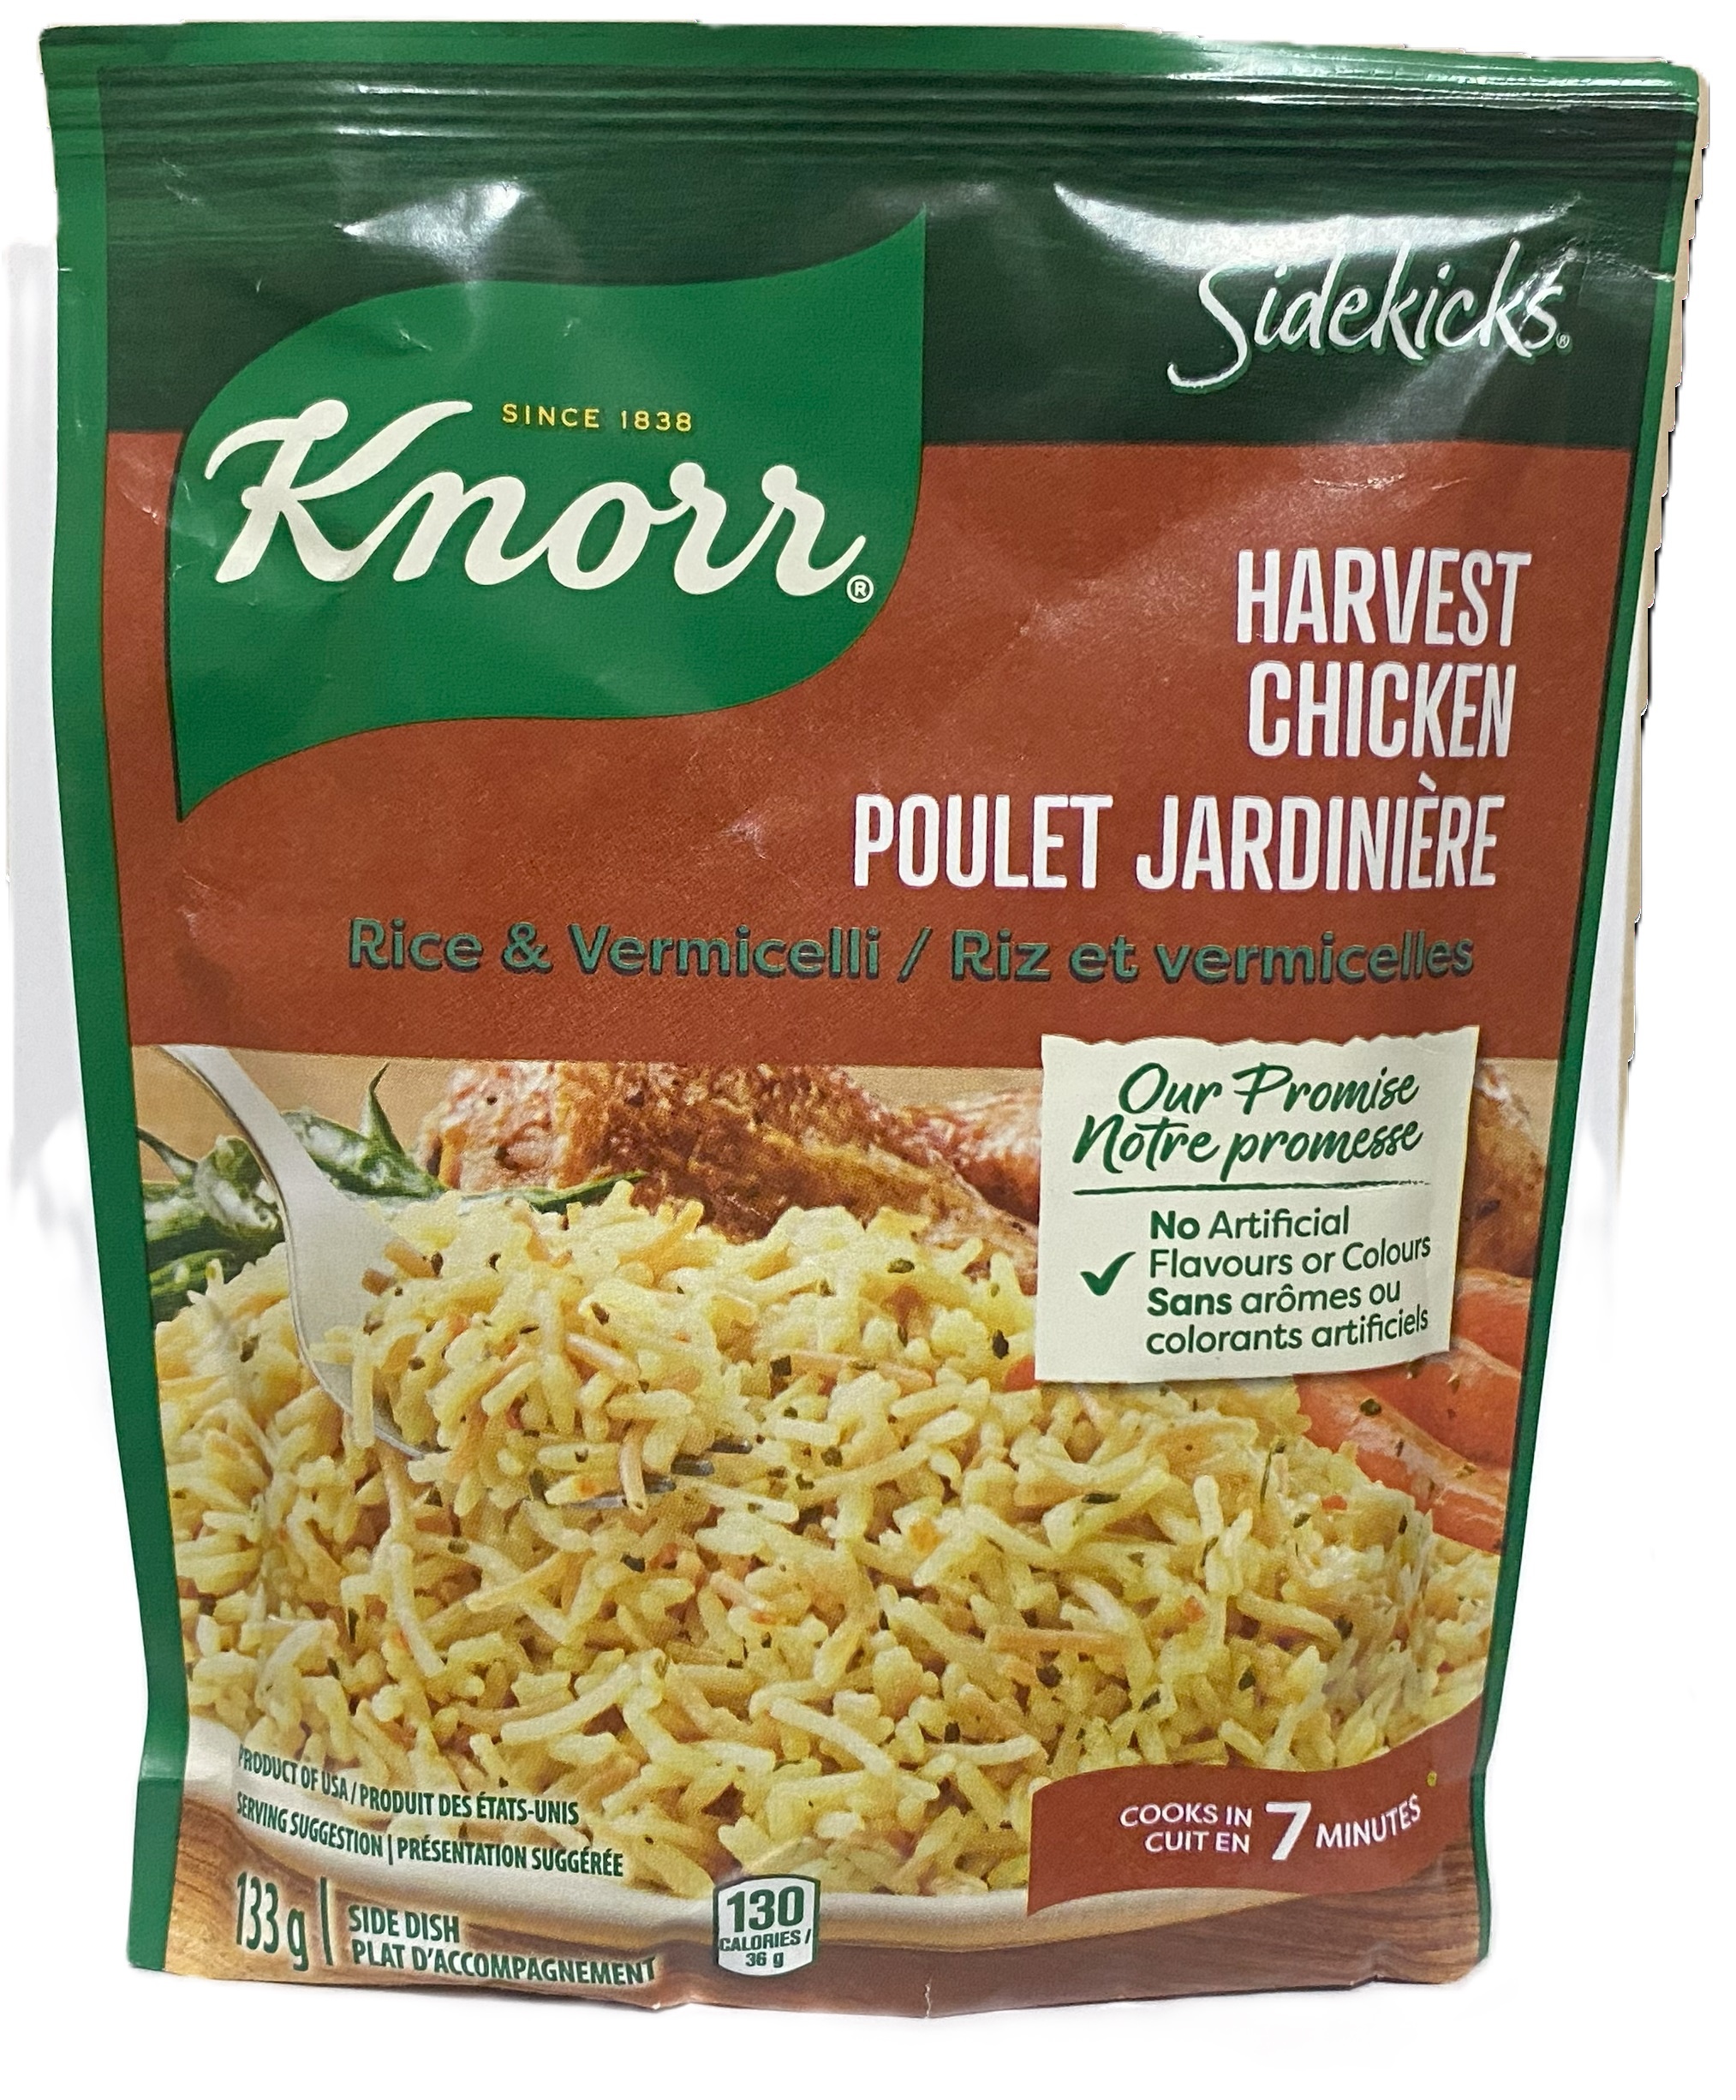 Sidekicks®
SINCE 1838
Knorr®
HARVEST
CHICKEN
POULET JARDINIÈRE
Rice & Vermicelli / Riz et vermicelles
Our Promise
Notre promesse
No Artificial
Flavours or Colours
Sans arômes ou
colorants artificiels
PRODUCT OF USA / PRODUIT DES ÉTATS-UNIS
SERVING SUGGESTION | PRÉSENTATION SUGGÉRÉE
133 g | SIDE DISH
PLAT D'ACCOMPAGNEMENT
130
CALORIES /
36 g
COOKS IN
CUIT EN
7 MINUTES